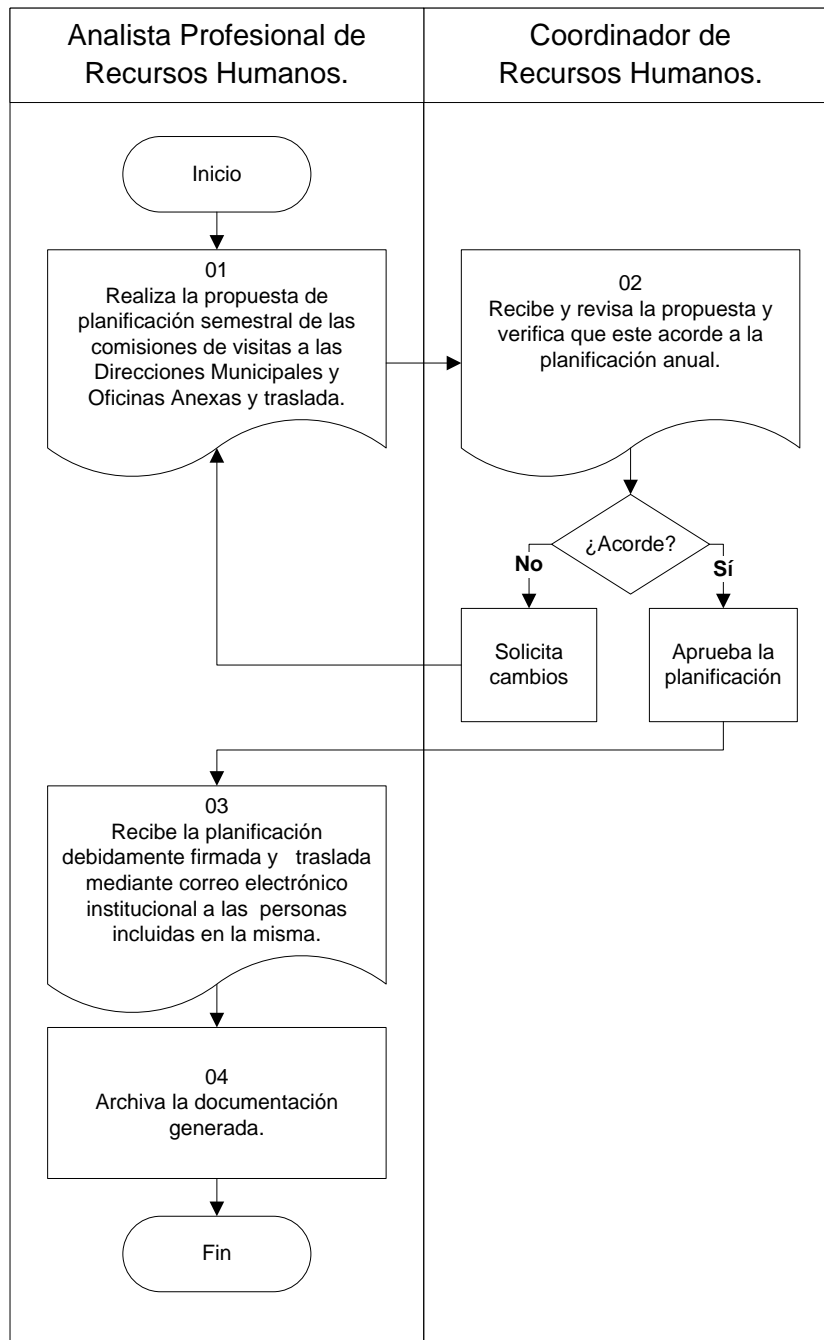 Analista Profesional de
Recursos Humanos.
Coordinador de
Recursos Humanos.
Inicio
01
Realiza la propuesta de
planificación semestral de las
comisiones de visitas a las
Direcciones Municipales y
Oficinas Anexas y traslada.
02
Recibe y revisa la propuesta y
verifica que este acorde a la
planificación anual.
¿Acorde?
No
Sí
Solicita
cambios
Aprueba la
planificación
03
Recibe la planificación
debidamente firmada y traslada
mediante correo electrónico
institucional a las personas
incluidas en la misma.
04
Archiva la documentación
generada.
Fin